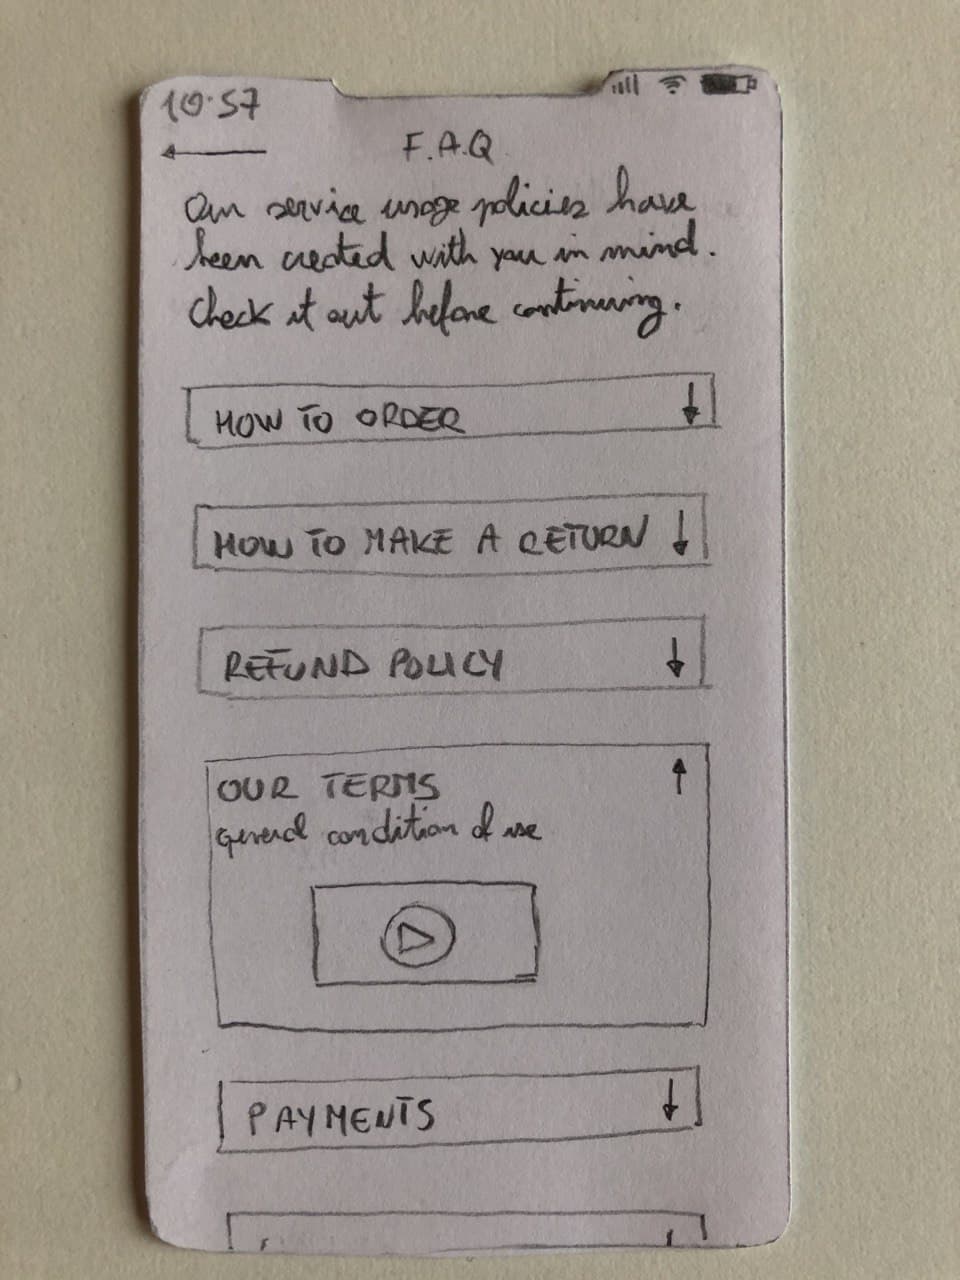 10:57
F.A.Q
Our service usage policies have
been created with you in mind.
Check it out before continuing.
HOW TO ORDER
HOW TO MAKE A RETURN
REFUND POLICY
OUR TERMS
general condition of use
PAYMENTS